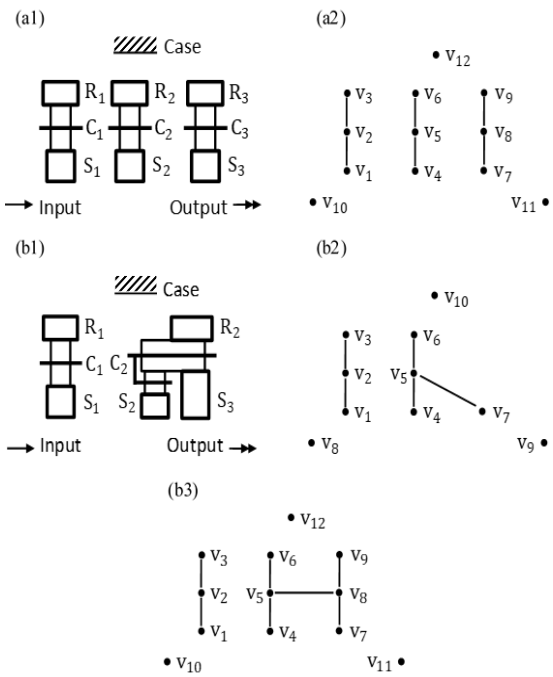 (a1) (a2)
Case v₁₂
R₁ R₂ R₃ v₃ v₆ v₉
C₁ C₂ C₃ v₂ v₅ v₈
S₁ S₂ S₃ v₁ v₄ v₇
Input Output v₁₀ v₁₁
(b1) (b2)
Case v₁₀
R₁ R₂ v₃ v₆
C₁ C₂ v₂ v₅
S₁ S₂ S₃ v₁ v₄ v₇
Input Output v₈ v₉
(b3)
v₁₂
v₃ v₆ v₉
v₂ v₅ v₈
v₁ v₄ v₇
v₁₀ v₁₁